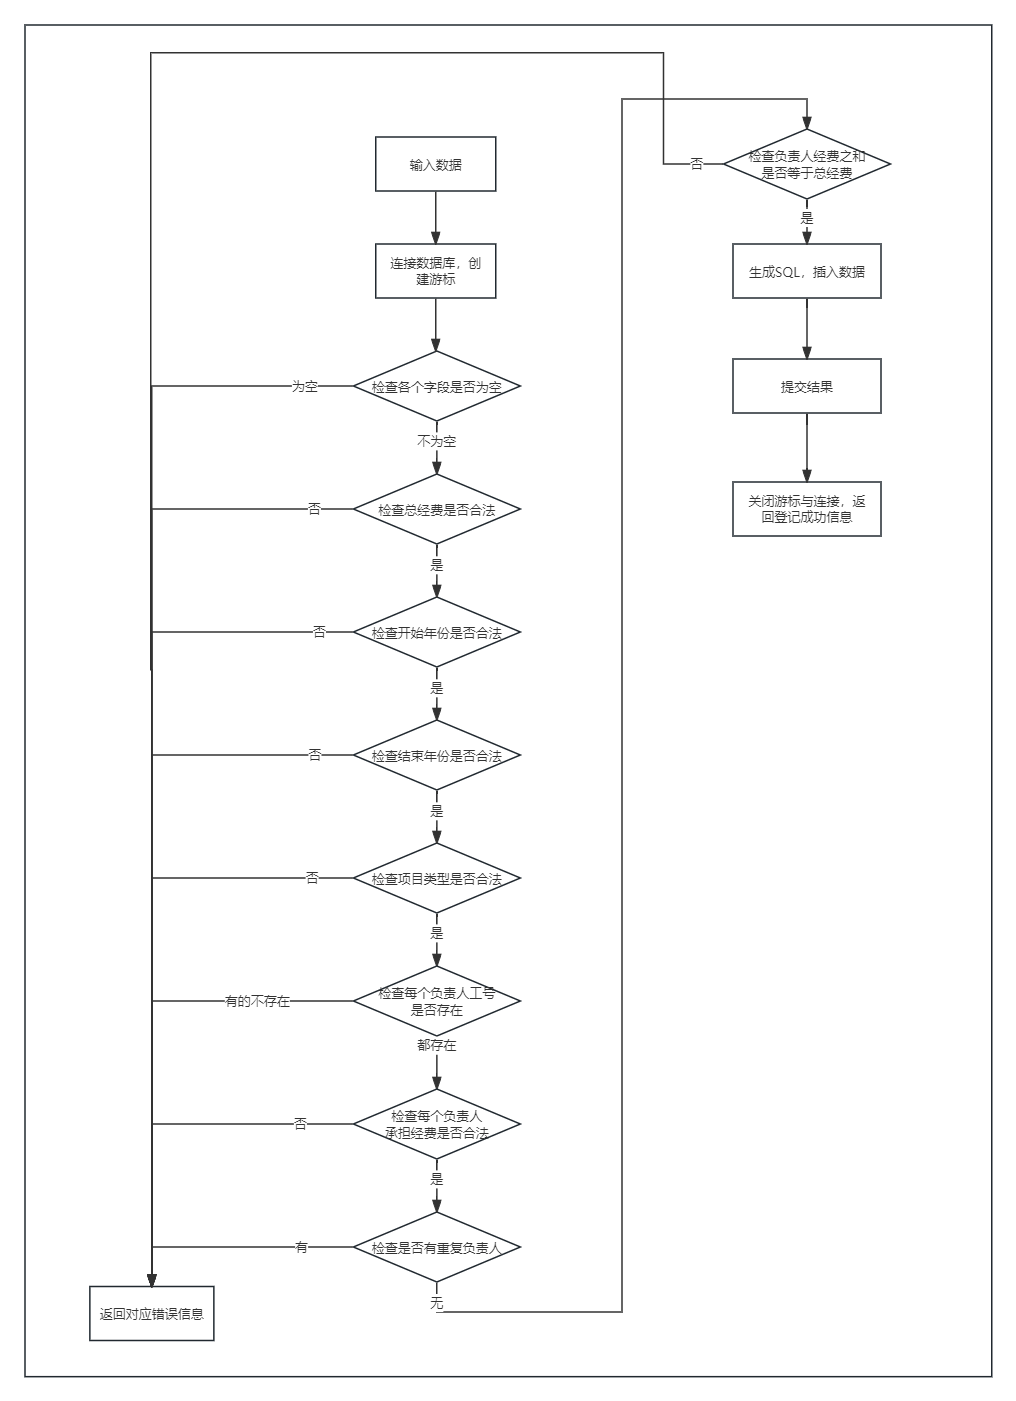 输入数据
连接数据库，创
建游标
检查各个字段是否为空
为空
不为空
检查总经费是否合法
否
是
检查开始年份是否合法
否
是
检查结束年份是否合法
否
是
检查项目类型是否合法
否
是
检查每个负责人工号
是否存在
有的不存在
都存在
检查每个负责人
承担经费是否合法
否
是
检查是否有重复负责人
有
无
返回对应错误信息
检查负责人经费之和
是否等于总经费
否
是
生成SQL，插入数据
提交结果
关闭游标与连接，返
回登记成功信息